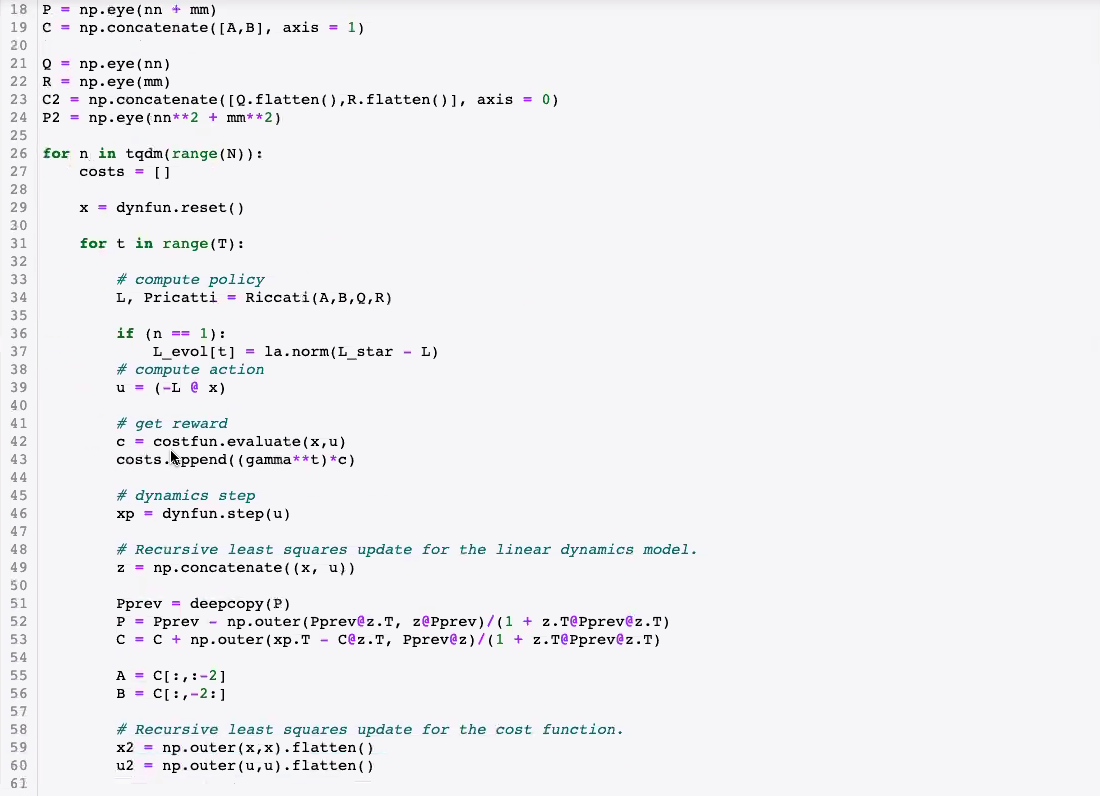 18 P = np.eye(nn + mm)
19 C = np.concatenate([A,B], axis = 1)
20
21 Q = np.eye(nn)
22 R = np.eye(mm)
23 C2 = np.concatenate([Q.flatten(),R.flatten()], axis = 0)
24 P2 = np.eye(nn**2 + mm**2)
25
26 for n in tqdm(range(N)):
27     costs = []
28
29     x = dynfun.reset()
30
31     for t in range(T):
32
33         # compute policy
34         L, Pricatti = Riccati(A,B,Q,R)
35
36         if (n == 1):
37             L_evol[t] = la.norm(L_star - L)
38         # compute action
39         u = (-L @ x)
40
41         # get reward
42         c = costfun.evaluate(x,u)
43         costs.append((gamma**t)*c)
44
45         # dynamics step
46         xp = dynfun.step(u)
47
48         # Recursive least squares update for the linear dynamics model.
49         z = np.concatenate((x, u))
50
51         Pprev = deepcopy(P)
52         P = Pprev - np.outer(Pprev@z.T, z@Pprev)/(1 + z.T@Pprev@z.T)
53         C = C + np.outer(xp.T - C@z.T, Pprev@z)/(1 + z.T@Pprev@z.T)
54
55         A = C[:,:-2]
56         B = C[:,-2:]
57
58         # Recursive least squares update for the cost function.
59         x2 = np.outer(x,x).flatten()
60         u2 = np.outer(u,u).flatten()
61